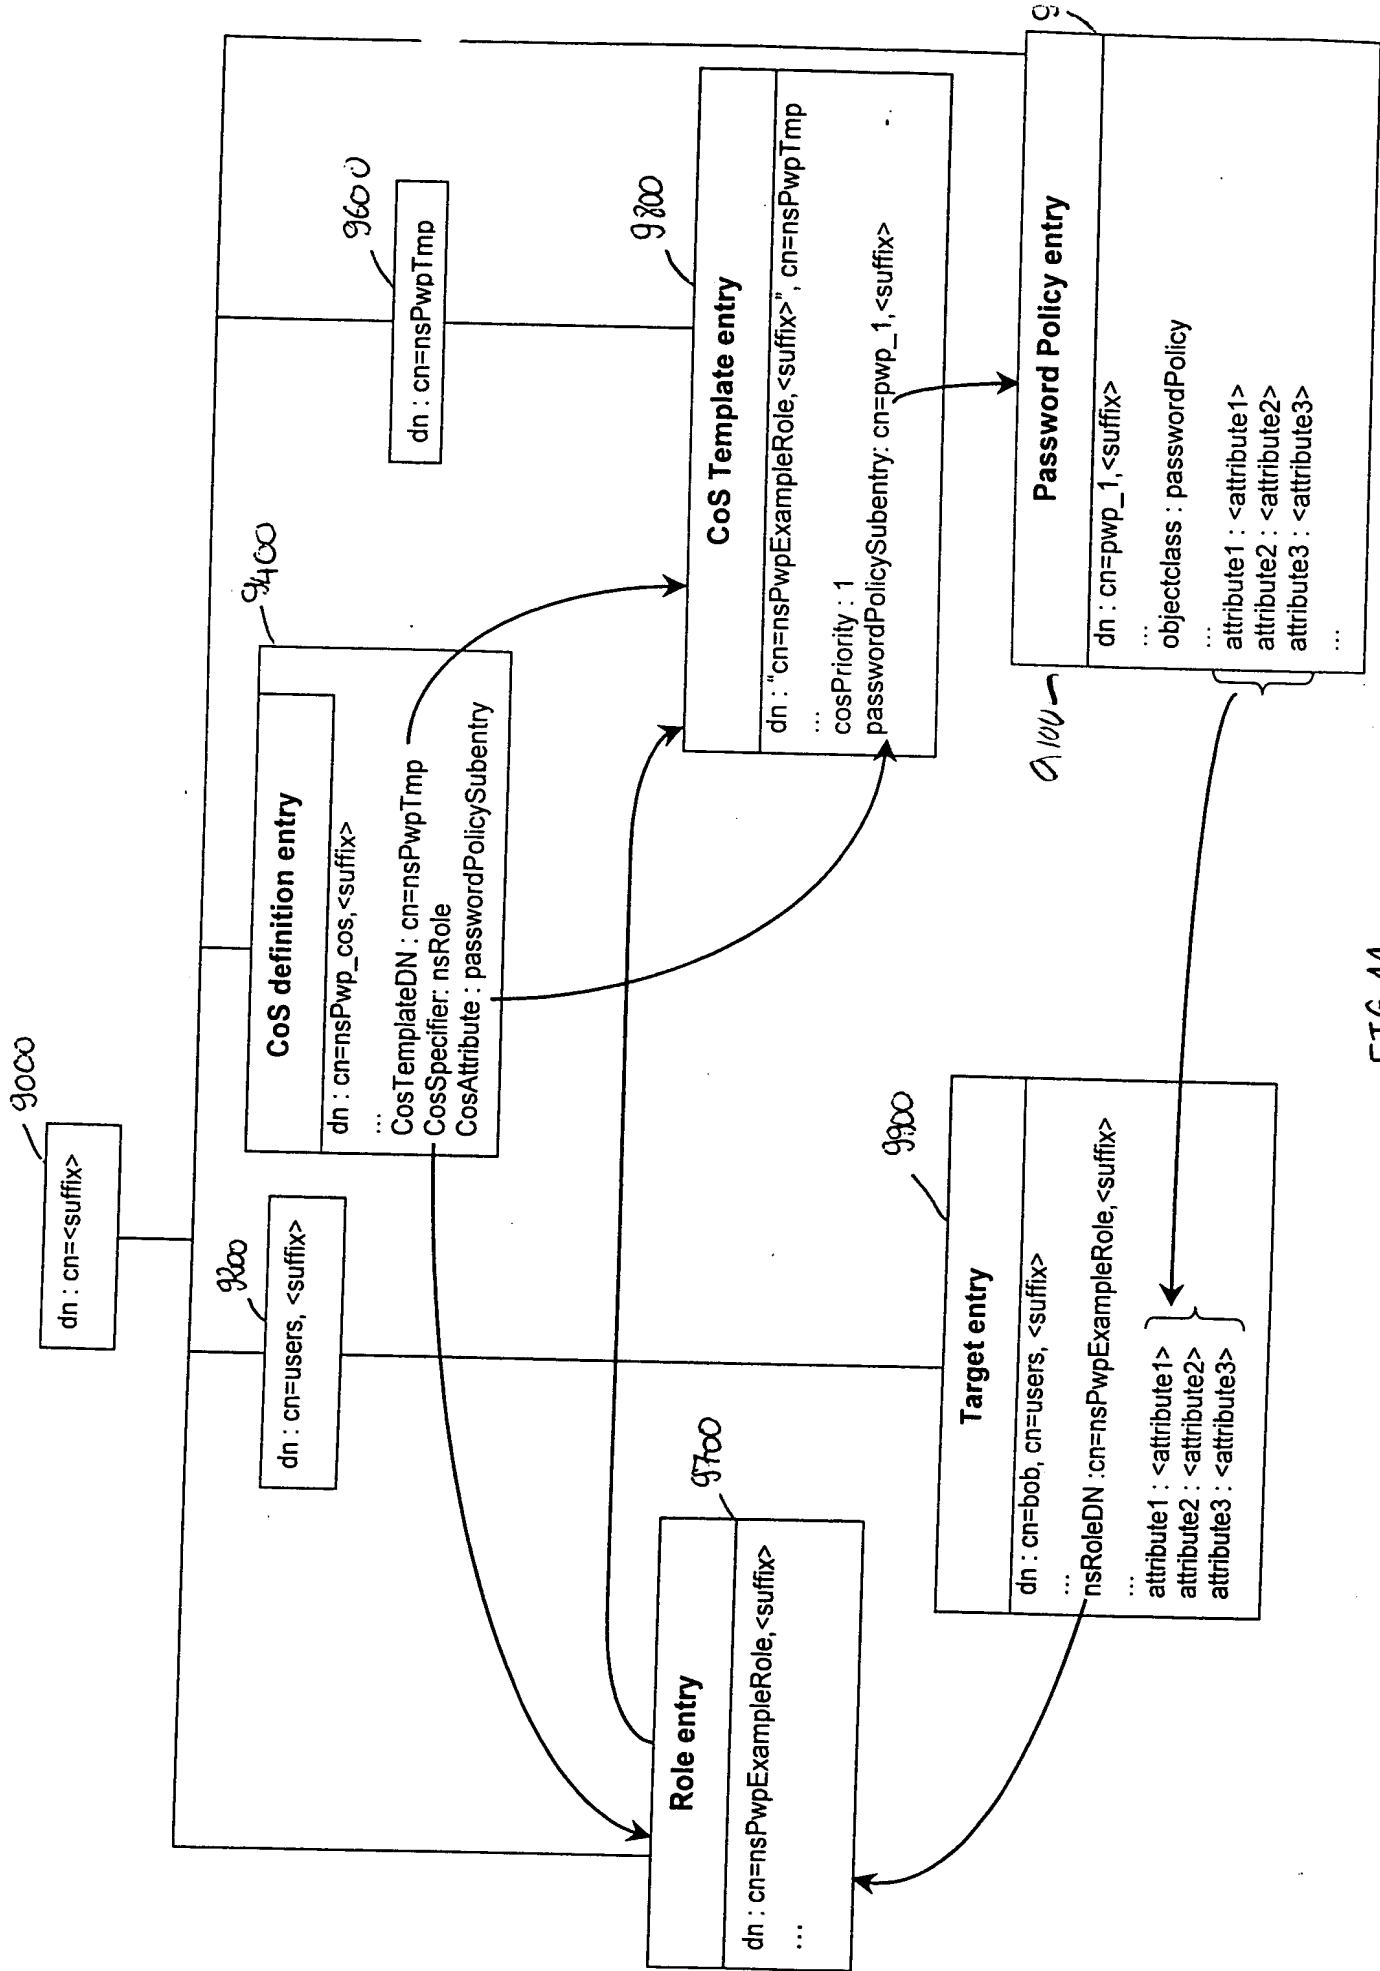 9000
dn : cn=<suffix>
9200
dn : cn=users, <suffix>
9400
CoS definition entry
dn : cn=nsPwp_cos,<suffix>
...
CosTemplateDN : cn=nsPwpTmp
CosSpecifier: nsRole
CosAttribute : passwordPolicySubentry
9600
dn : cn=nsPwpTmp
9700
Role entry
dn : cn=nsPwpExampleRole,<suffix>
...
9800
CoS Template entry
dn : "cn=nsPwpExampleRole,<suffix>", cn=nsPwpTmp
...
cosPriority : 1
passwordPolicySubentry: cn=pwp_1,<suffix>
9900
Target entry
dn : cn=bob, cn=users, <suffix>
...
nsRoleDN :cn=nsPwpExampleRole,<suffix>
...
attribute1 : <attribute1>
attribute2 : <attribute2>
attribute3 : <attribute3>
9100
9
Password Policy entry
dn : cn=pwp_1,<suffix>
...
objectclass : passwordPolicy
...
attribute1 : <attribute1>
attribute2 : <attribute2>
attribute3 : <attribute3>
...